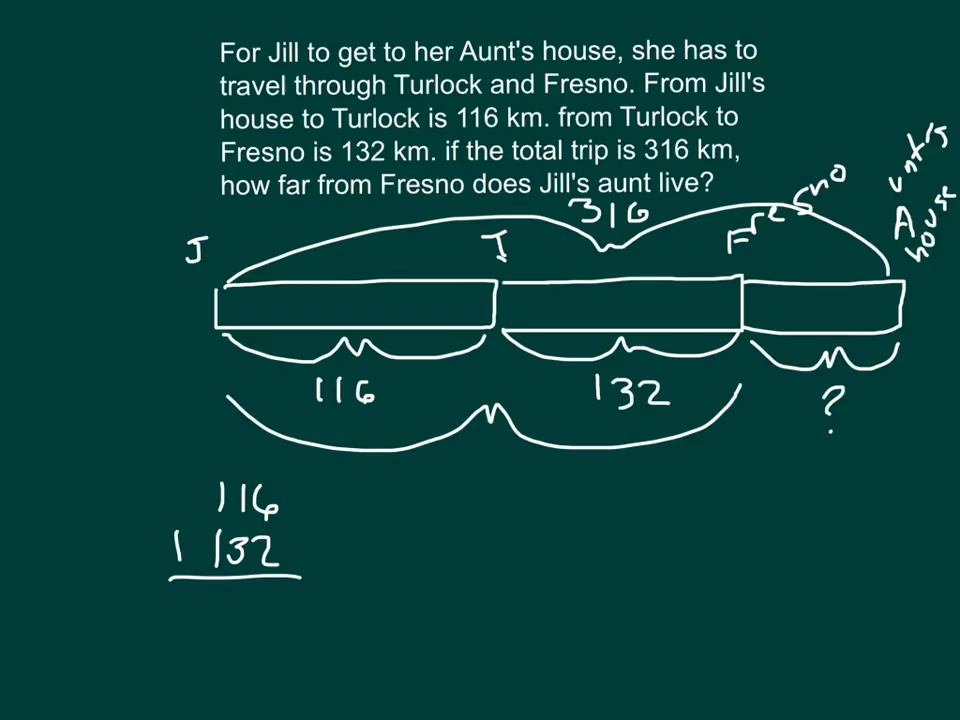 For Jill to get to her Aunt's house, she has to
travel through Turlock and Fresno. From Jill's
house to Turlock is 116 km. from Turlock to
Fresno is 132 km. if the total trip is 316 km,
how far from Fresno does Jill's aunt live?
316
J T Fresno Aunt's
house
116 132 ?
116
1 132